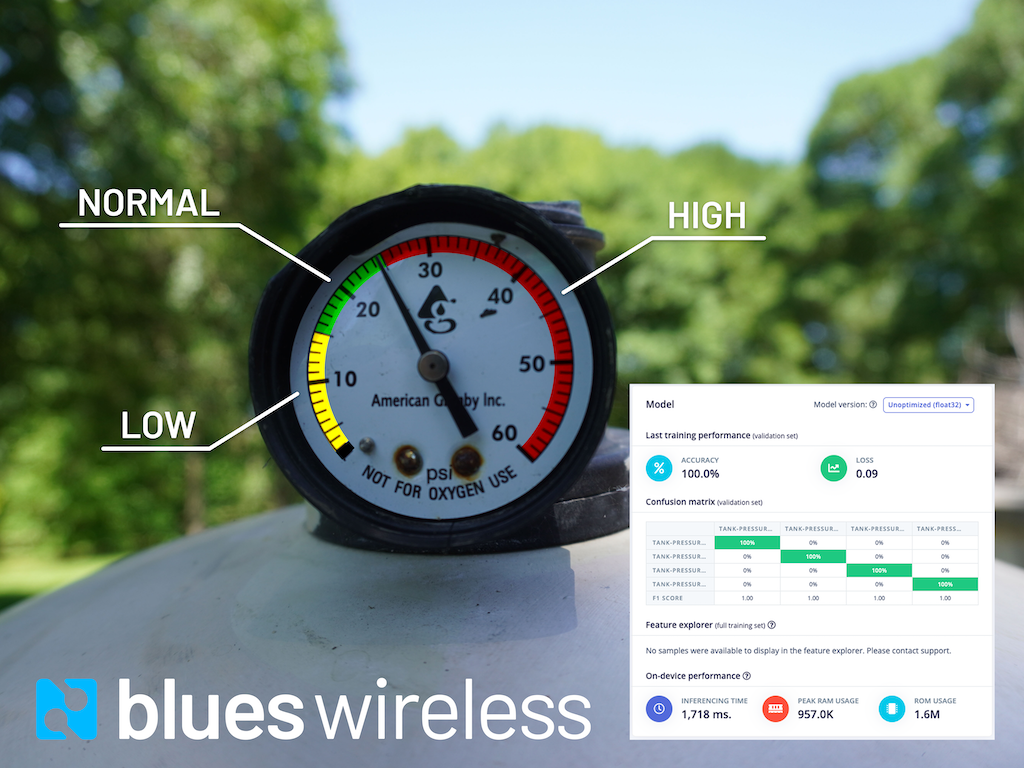 NORMAL
HIGH
LOW
30
20
40
10
50
60
American G by Inc.
psi
NOT FOR OXYGEN USE
Model
Model version: Unoptimized (float32)
Last training performance (validation set)
% ACCURACY
100.0%
LOSS
0.09
Confusion matrix (validation set)
TANK-PRESSUR... TANK-PRESSUR... TANK-PRESSUR... TANK-PRESS...
TANK-PRESSUR... 100% 0% 0% 0%
TANK-PRESSUR... 0% 100% 0% 0%
TANK-PRESSUR... 0% 0% 100% 0%
TANK-PRESSUR... 0% 0% 0% 100%
F1 SCORE 1.00 1.00 1.00 1.00
Feature explorer (full training set) ?
No samples were available to display in the feature explorer. Please contact support.
On-device performance ?
INFERENCING TIME
1,718 ms.
PEAK RAM USAGE
957.0K
ROM USAGE
1.6M
blues wireless